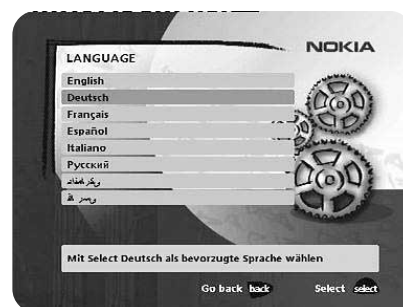 NOKIA
LANGUAGE
English
Deutsch
Français
Español
Italiano
Русский
Mit Select Deutsch als bevorzugte Sprache wählen
Go back back Select select